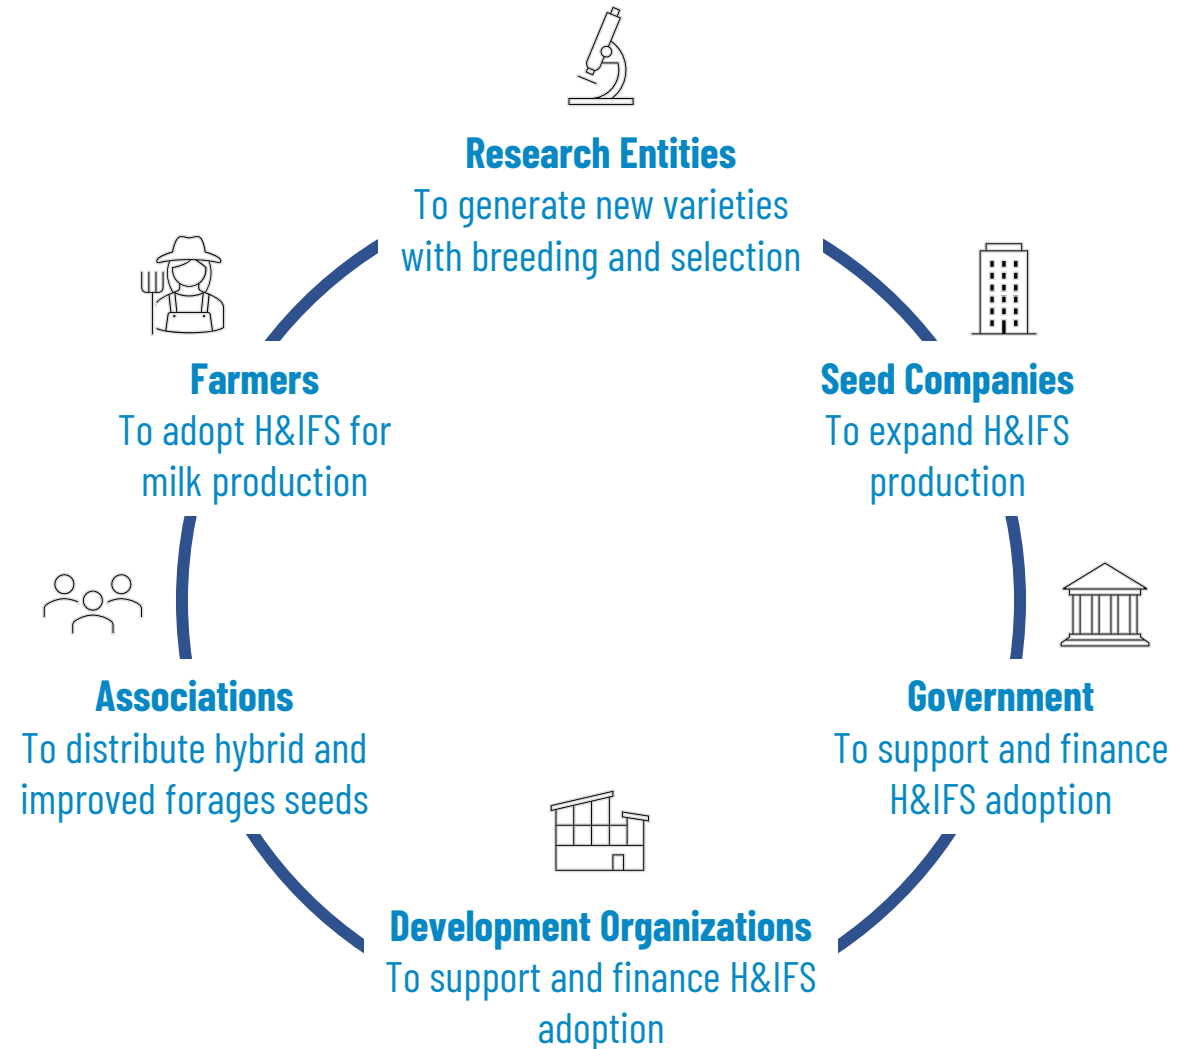 Research Entities
To generate new varieties
with breeding and selection
Farmers
To adopt H&IFS for
milk production
Seed Companies
To expand H&IFS
production
Associations
To distribute hybrid and
improved forages seeds
Government
To support and finance
H&IFS adoption
Development Organizations
To support and finance H&IFS
adoption